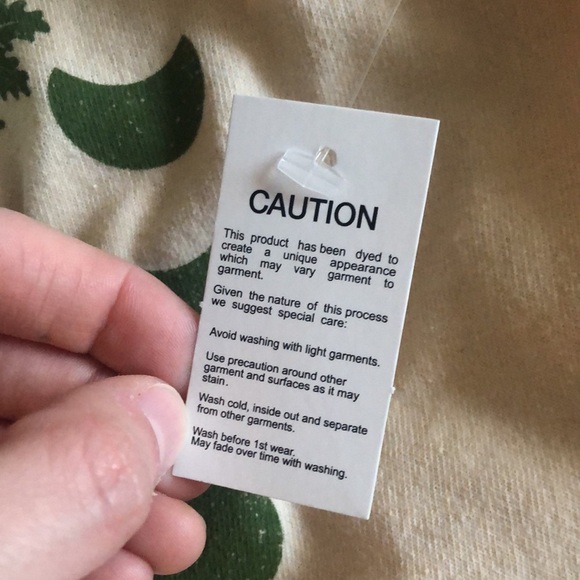 CAUTION
This product has been dyed to
create a unique appearance
which may vary garment to
garment.
Given the nature of this process
we suggest special care:
Avoid washing with light garments.
Use precaution around other
garment and surfaces as it may
stain.
Wash cold, inside out and separate
from other garments.
Wash before 1st wear.
May fade over time with washing.